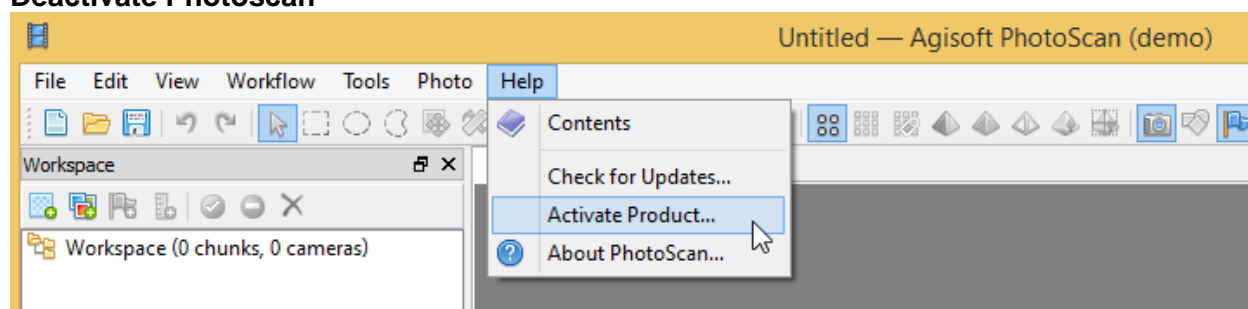 Deactivate Photoscan
Untitled — Agisoft PhotoScan (demo)
File Edit View Workflow Tools Photo Help
Contents
Workspace
Check for Updates...
Activate Product...
Workspace (0 chunks, 0 cameras)
About PhotoScan...